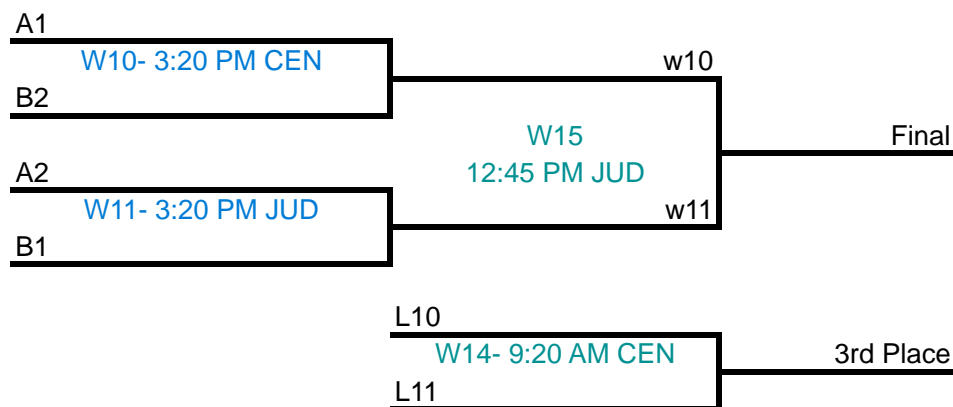 A1
W10- 3:20 PM CEN
w10
B2
W15
12:45 PM JUD
Final
A2
W11- 3:20 PM JUD
w11
B1
L10
W14- 9:20 AM CEN
3rd Place
L11